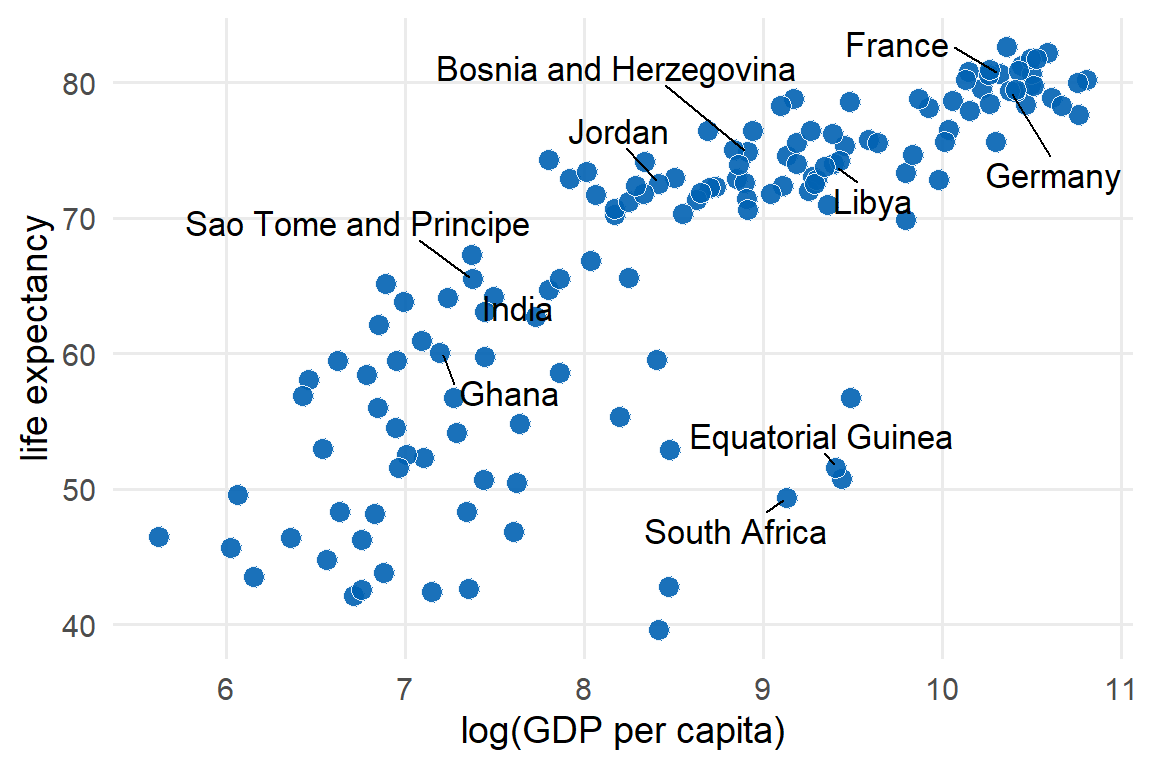 France
Bosnia and Herzegovina
80
Jordan
Germany
Libya
70
Sao Tome and Principe
India
60
Ghana
Equatorial Guinea
50
South Africa
40
life expectancy
6
7
8
9
10
11
log(GDP per capita)